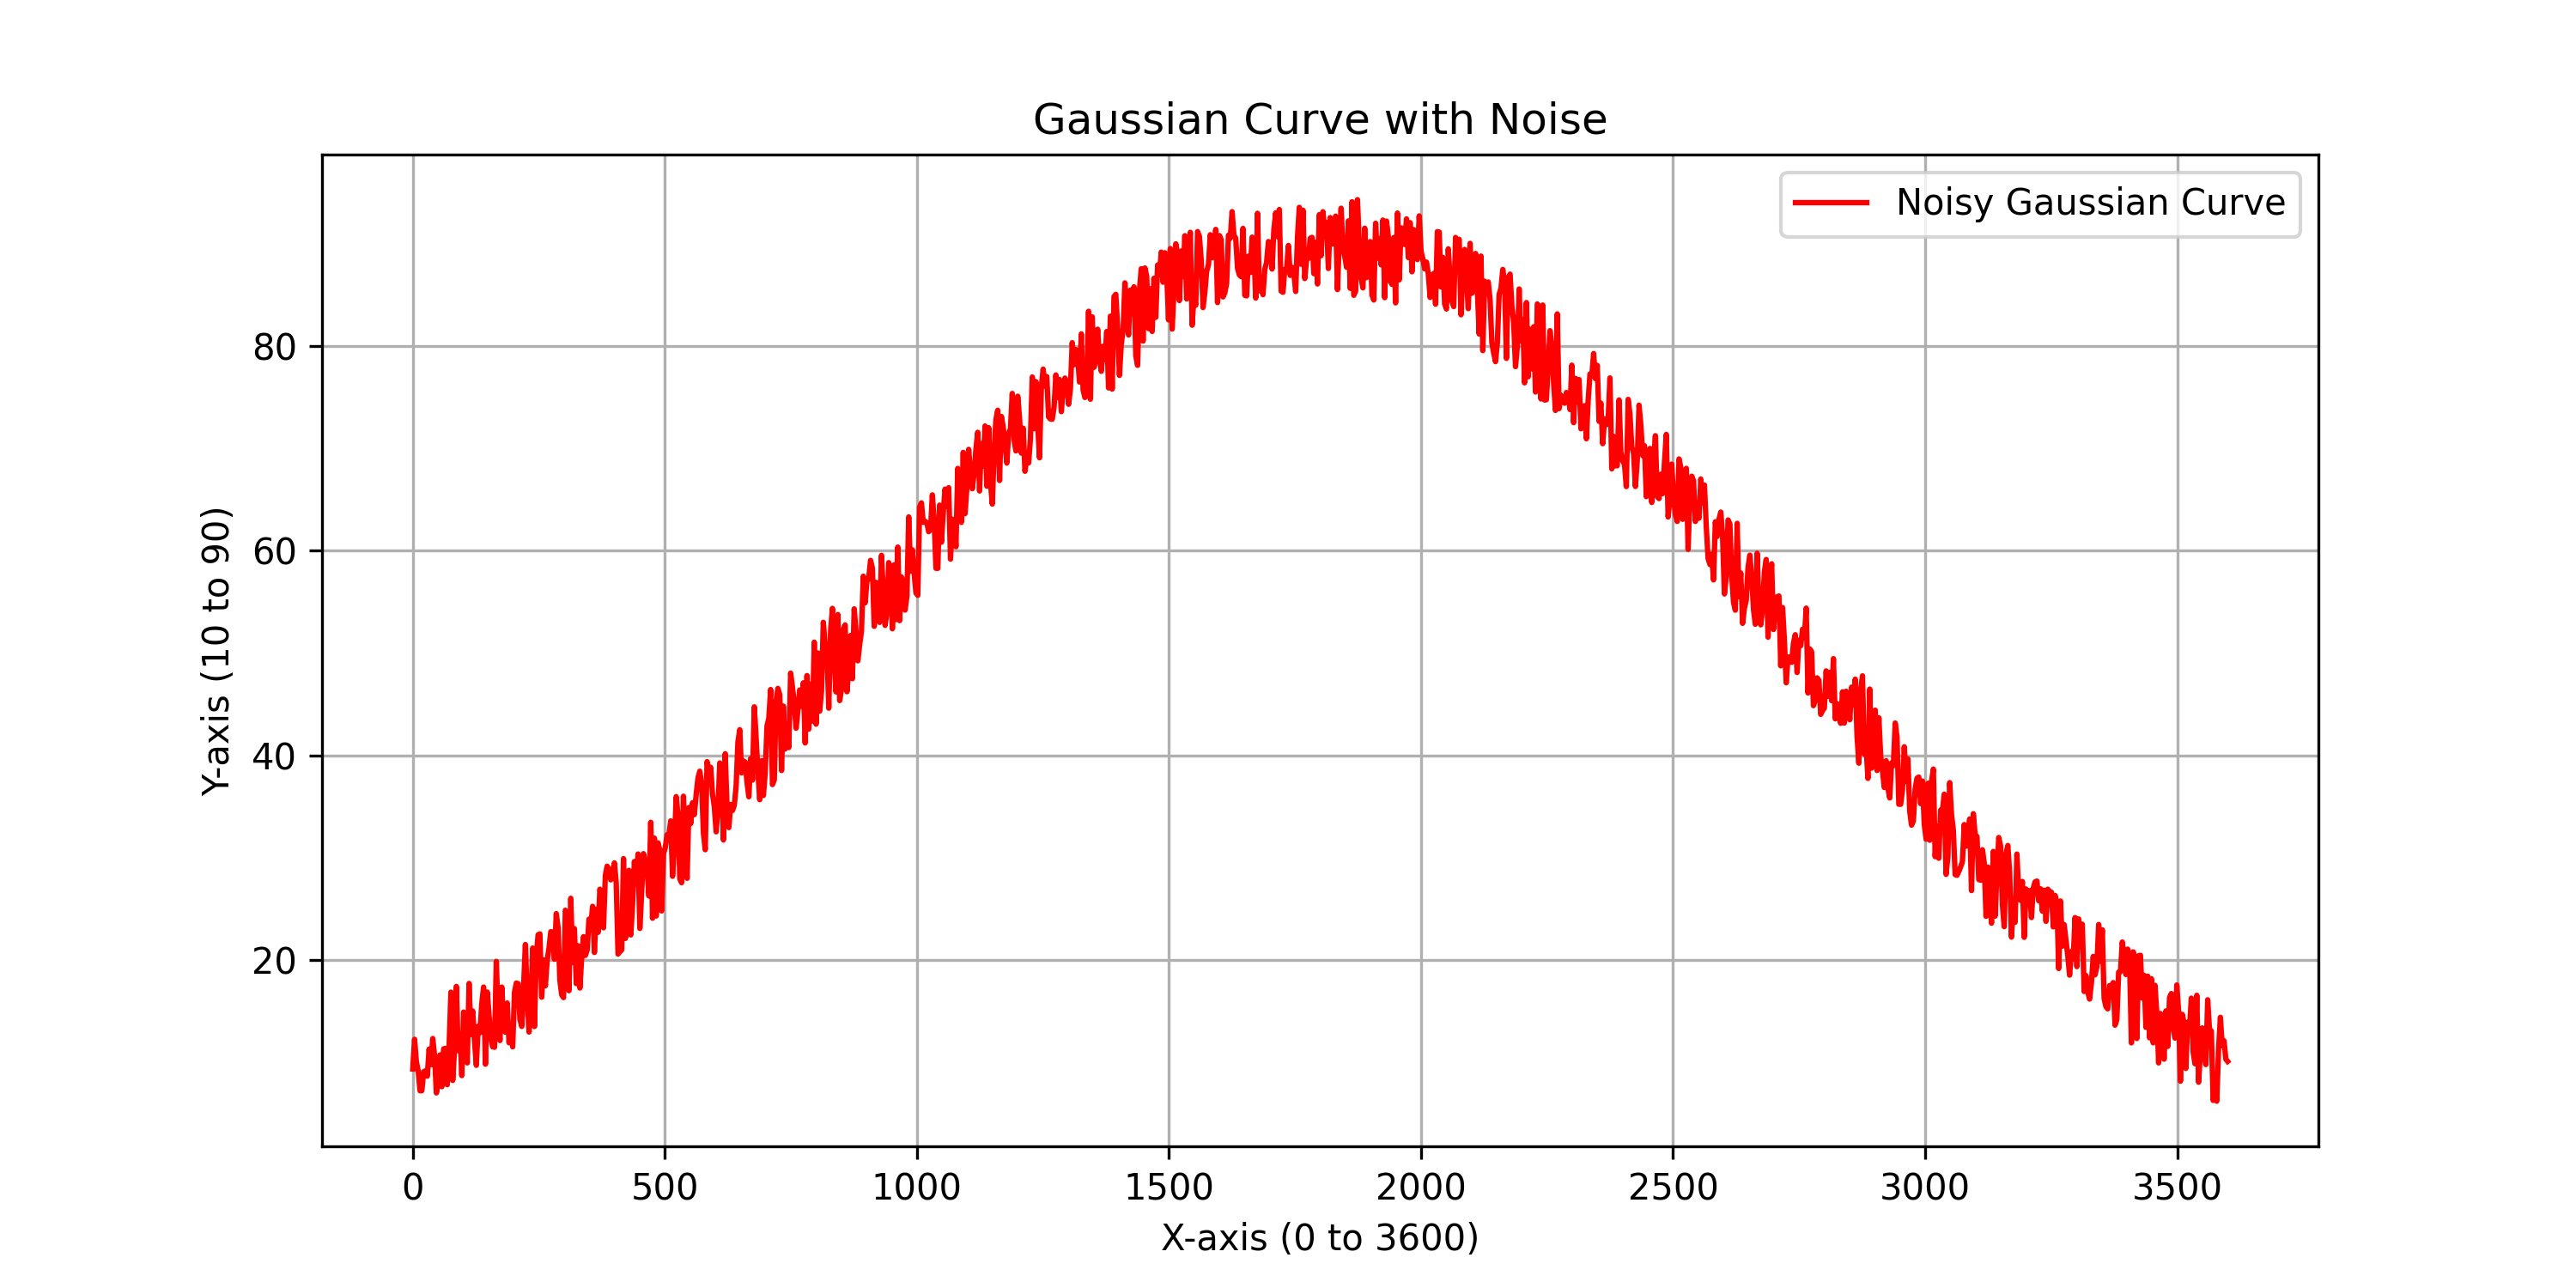 Gaussian Curve with Noise
Noisy Gaussian Curve
Y-axis (10 to 90)
80
60
40
20
0 500 1000 1500 2000 2500 3000 3500
X-axis (0 to 3600)